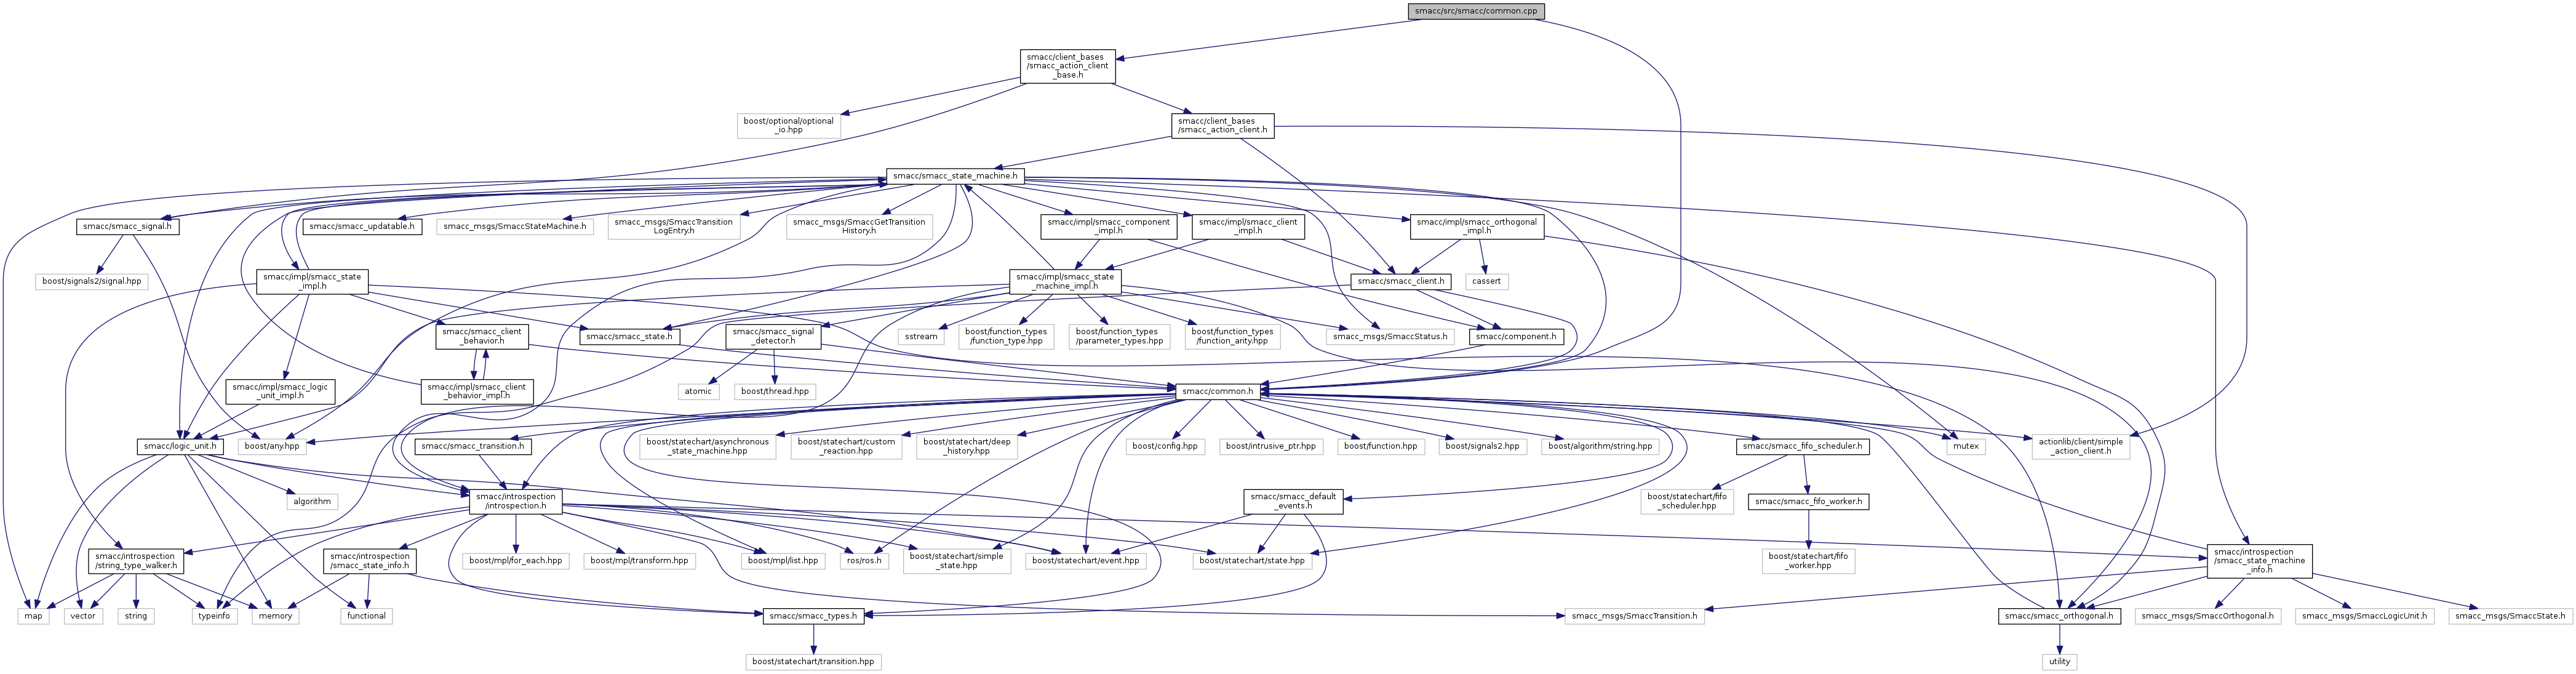 smacc/src/smacc/common.cpp
smacc/client_bases
/smacc_action_client
_base.h
boost/optional/optional
_io.hpp
smacc/client_bases
/smacc_action_client.h
smacc/smacc_state_machine.h
smacc/smacc_signal.h
smacc/smacc_updatable.h
smacc_msgs/SmaccStateMachine.h
smacc_msgs/SmaccTransition
LogEntry.h
smacc_msgs/SmaccGetTransition
History.h
smacc/impl/smacc_component
_impl.h
smacc/impl/smacc_client
_impl.h
smacc/impl/smacc_orthogonal
_impl.h
boost/signals2/signal.hpp
smacc/impl/smacc_state
_impl.h
smacc/impl/smacc_state
_machine_impl.h
smacc/smacc_client.h
cassert
smacc/smacc_client
_behavior.h
smacc/smacc_state.h
smacc/smacc_signal
_detector.h
sstream
boost/function_types
/function_type.hpp
boost/function_types
/parameter_types.hpp
boost/function_types
/function_arity.hpp
smacc_msgs/SmaccStatus.h
smacc/component.h
smacc/impl/smacc_logic
_unit_impl.h
smacc/impl/smacc_client
_behavior_impl.h
atomic
boost/thread.hpp
smacc/common.h
smacc/logic_unit.h
boost/any.hpp
smacc/smacc_transition.h
boost/statechart/asynchronous
_state_machine.hpp
boost/statechart/custom
_reaction.hpp
boost/statechart/deep
_history.hpp
boost/config.hpp
boost/intrusive_ptr.hpp
boost/function.hpp
boost/signals2.hpp
boost/algorithm/string.hpp
smacc/smacc_fifo_scheduler.h
mutex
actionlib/client/simple
_action_client.h
algorithm
smacc/introspection
/introspection.h
smacc/smacc_default
_events.h
boost/statechart/fifo
_scheduler.hpp
smacc/smacc_fifo_worker.h
smacc/introspection
/string_type_walker.h
smacc/introspection
/smacc_state_info.h
boost/mpl/for_each.hpp
boost/mpl/transform.hpp
boost/mpl/list.hpp
ros/ros.h
boost/statechart/simple
_state.hpp
boost/statechart/event.hpp
boost/statechart/state.hpp
boost/statechart/fifo
_worker.hpp
smacc/introspection
/smacc_state_machine
_info.h
map
vector
string
typeinfo
memory
functional
smacc/smacc_types.h
smacc_msgs/SmaccTransition.h
smacc/smacc_orthogonal.h
smacc_msgs/SmaccOrthogonal.h
smacc_msgs/SmaccLogicUnit.h
smacc_msgs/SmaccState.h
boost/statechart/transition.hpp
utility